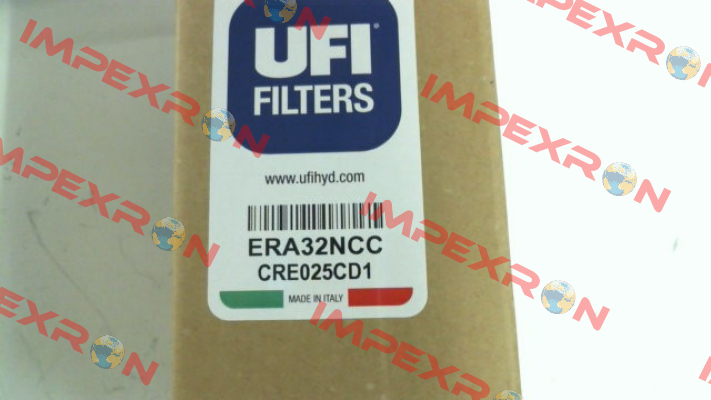 UFI
FILTERS
www.ufihyd.com
ERA32NCC
CRE025CD1
MADE IN ITALY
IMPEXRON
IMPEXRON
IMPEXRON
IMPEXRON
IMPEXRON
IMPEXRON
IMPEXRON